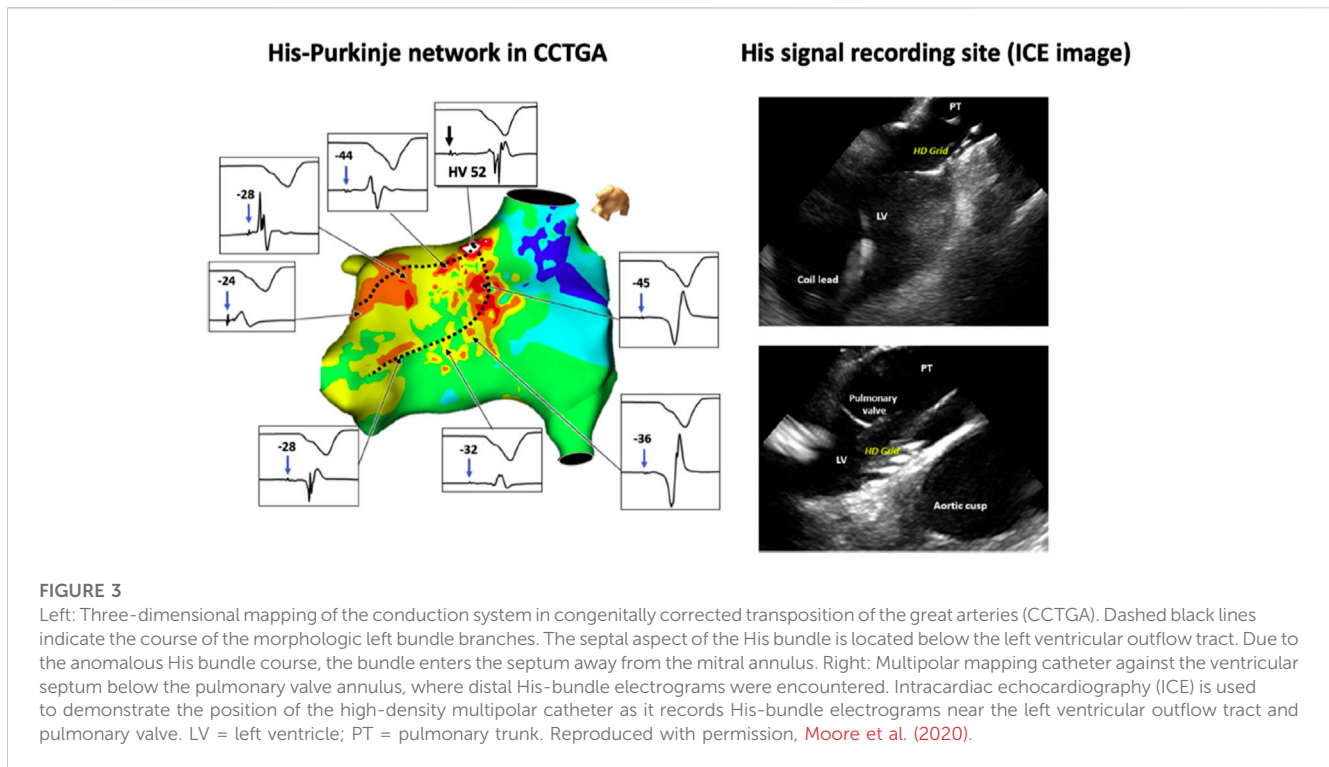 His-Purkinje network in CCTGA
His signal recording site (ICE image)
HV 52
-44
-28
-24
-45
-36
-32
-28
PT
HD Grid
LV
Coil lead
PT
Pulmonary
valve
HD Grid
LV
Aortic cusp
FIGURE 3
Left: Three-dimensional mapping of the conduction system in congenitally corrected transposition of the great arteries (CCTGA). Dashed black lines
indicate the course of the morphologic left bundle branches. The septal aspect of the His bundle is located below the left ventricular outflow tract. Due to
the anomalous His bundle course, the bundle enters the septum away from the mitral annulus. Right: Multipolar mapping catheter against the ventricular
septum below the pulmonary valve annulus, where distal His-bundle electrograms were encountered. Intracardiac echocardiography (ICE) is used
to demonstrate the position of the high-density multipolar catheter as it records His-bundle electrograms near the left ventricular outflow tract and
pulmonary valve. LV = left ventricle; PT = pulmonary trunk. Reproduced with permission, Moore et al. (2020).